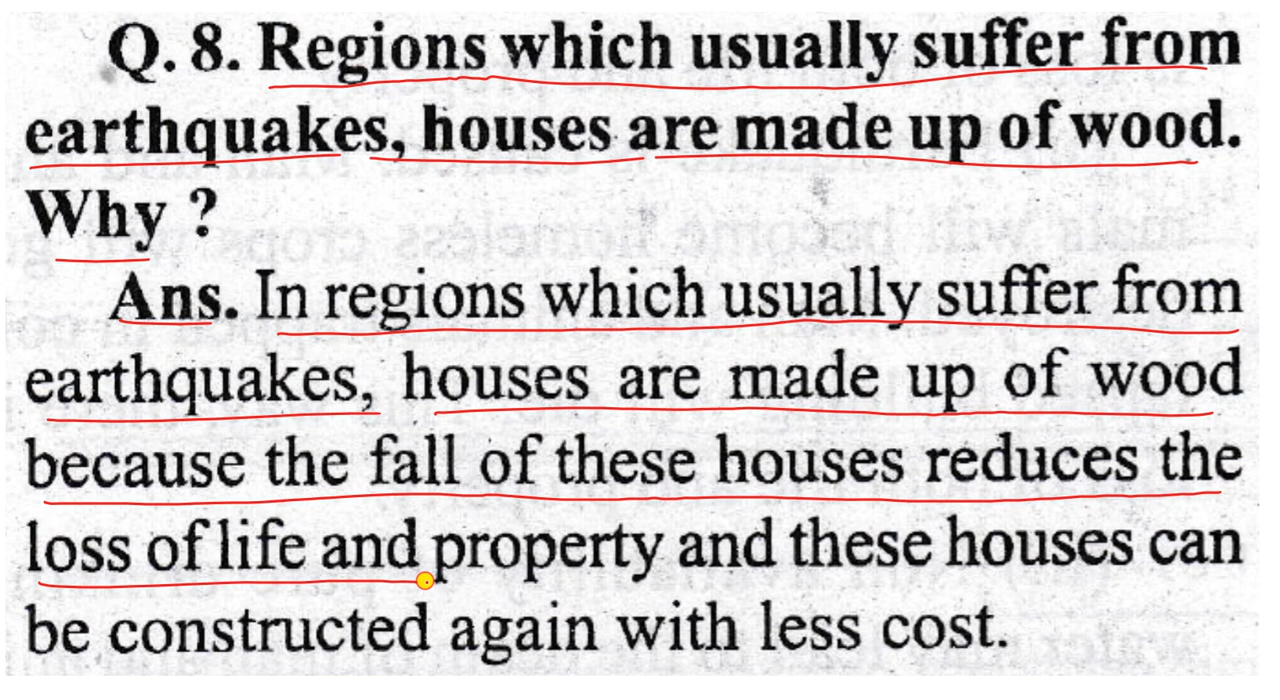 Q. 8. Regions which usually suffer from
earthquakes, houses are made up of wood.
Why ?
Ans. In regions which usually suffer from
earthquakes, houses are made up of wood
because the fall of these houses reduces the
loss of life and property and these houses can
be constructed again with less cost.